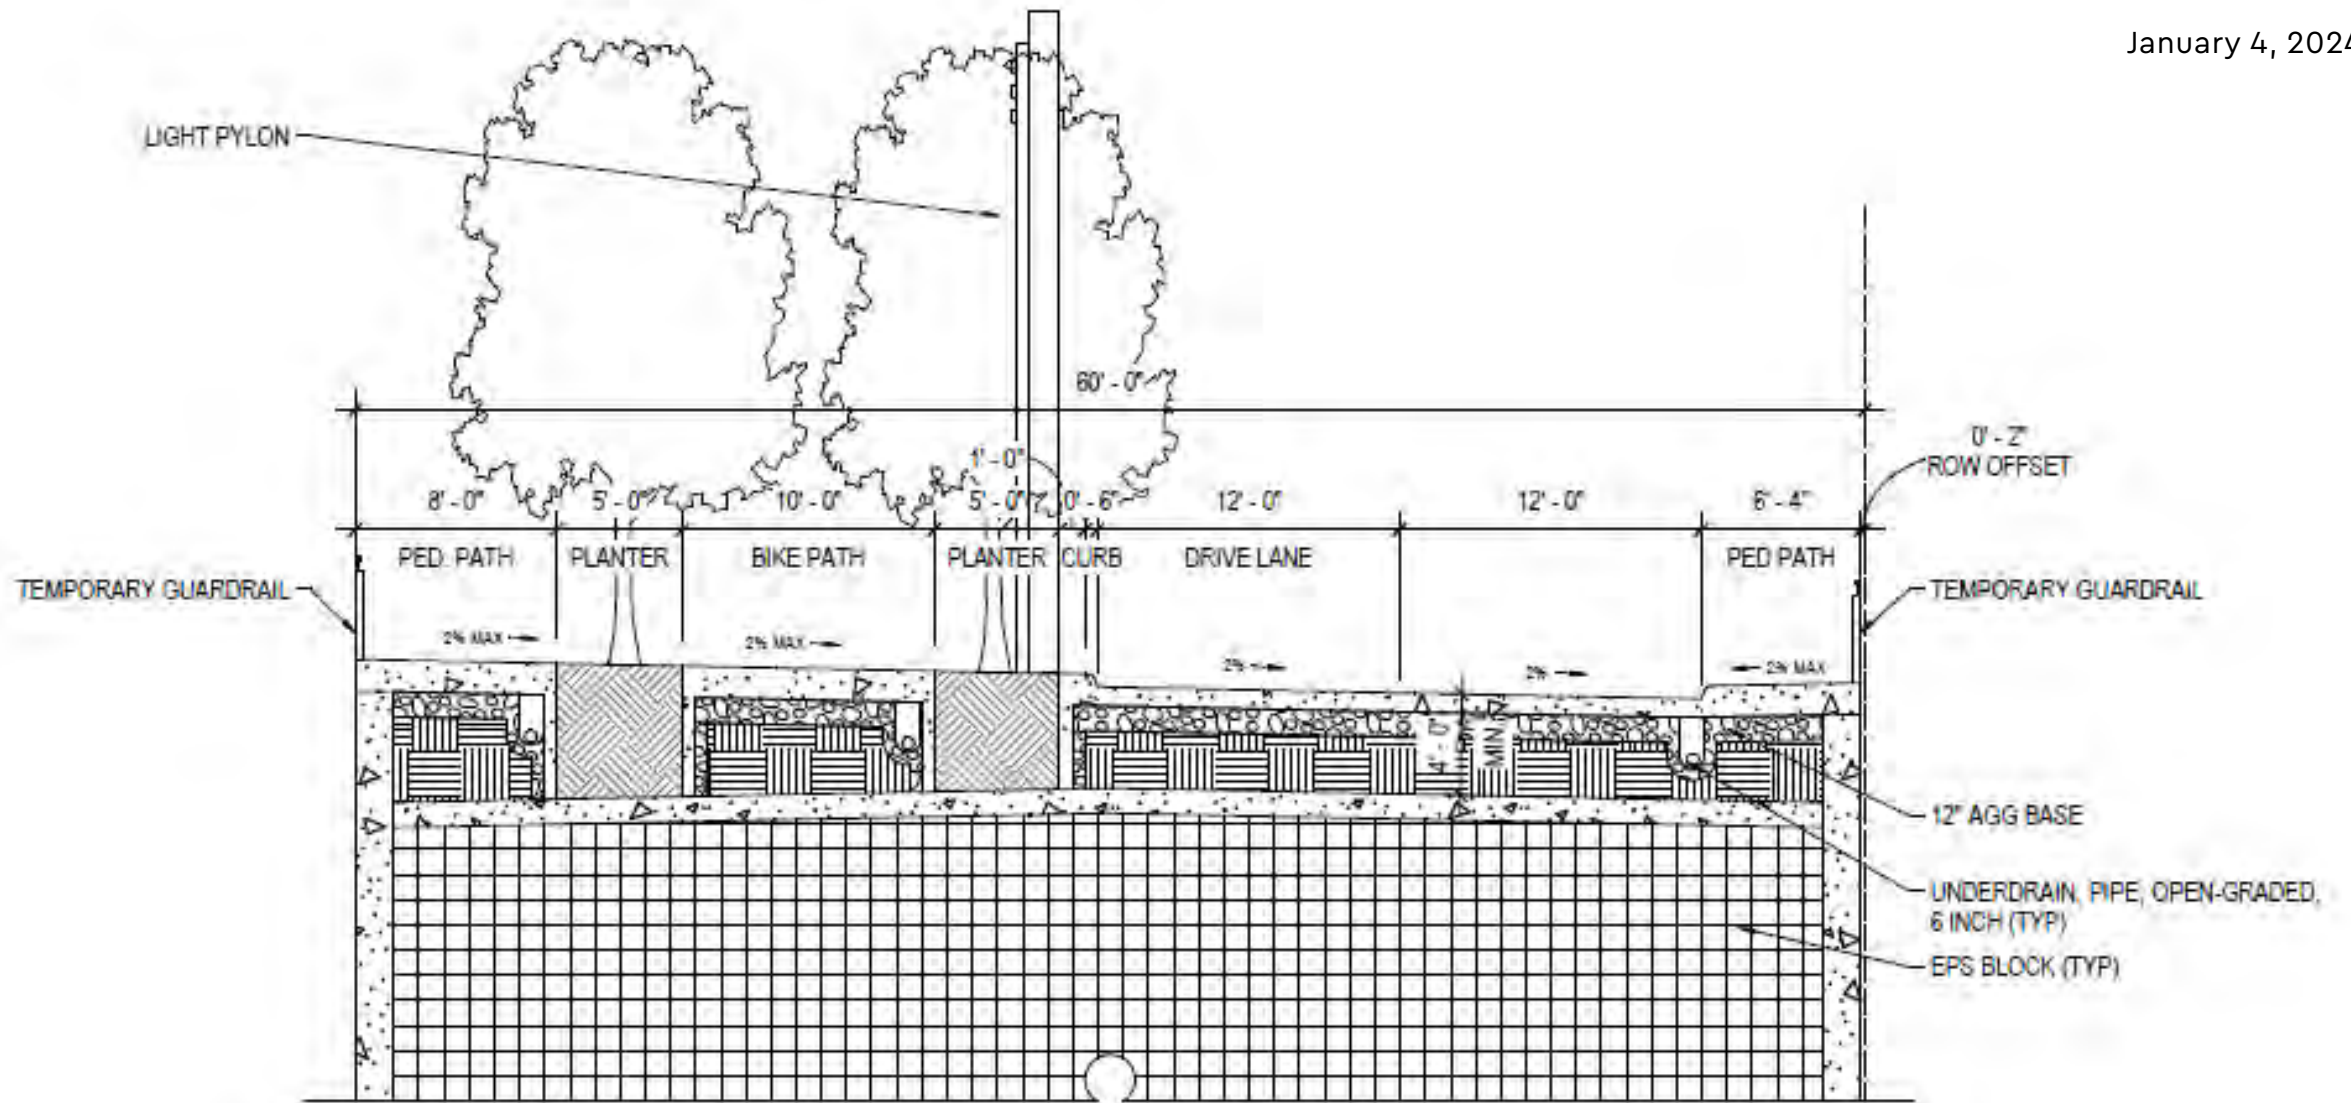 January 4, 2024
LIGHT PYLON
60' - 0"
0' - 2"
ROW OFFSET
1' - 0"
8' - 0"
5' - 0"
10' - 0"
5' - 0"
0' - 6"
12' - 0"
12' - 0"
6' - 4"
PED. PATH
PLANTER
BIKE PATH
PLANTER
CURB
DRIVE LANE
PED PATH
TEMPORARY GUARDRAIL
TEMPORARY GUARDRAIL
2% MAX
2% MAX
2%
2%
2% MAX
4' - 0"
MIN.
12" AGG BASE
UNDERDRAIN, PIPE, OPEN-GRADED,
6 INCH (TYP)
EPS BLOCK (TYP)